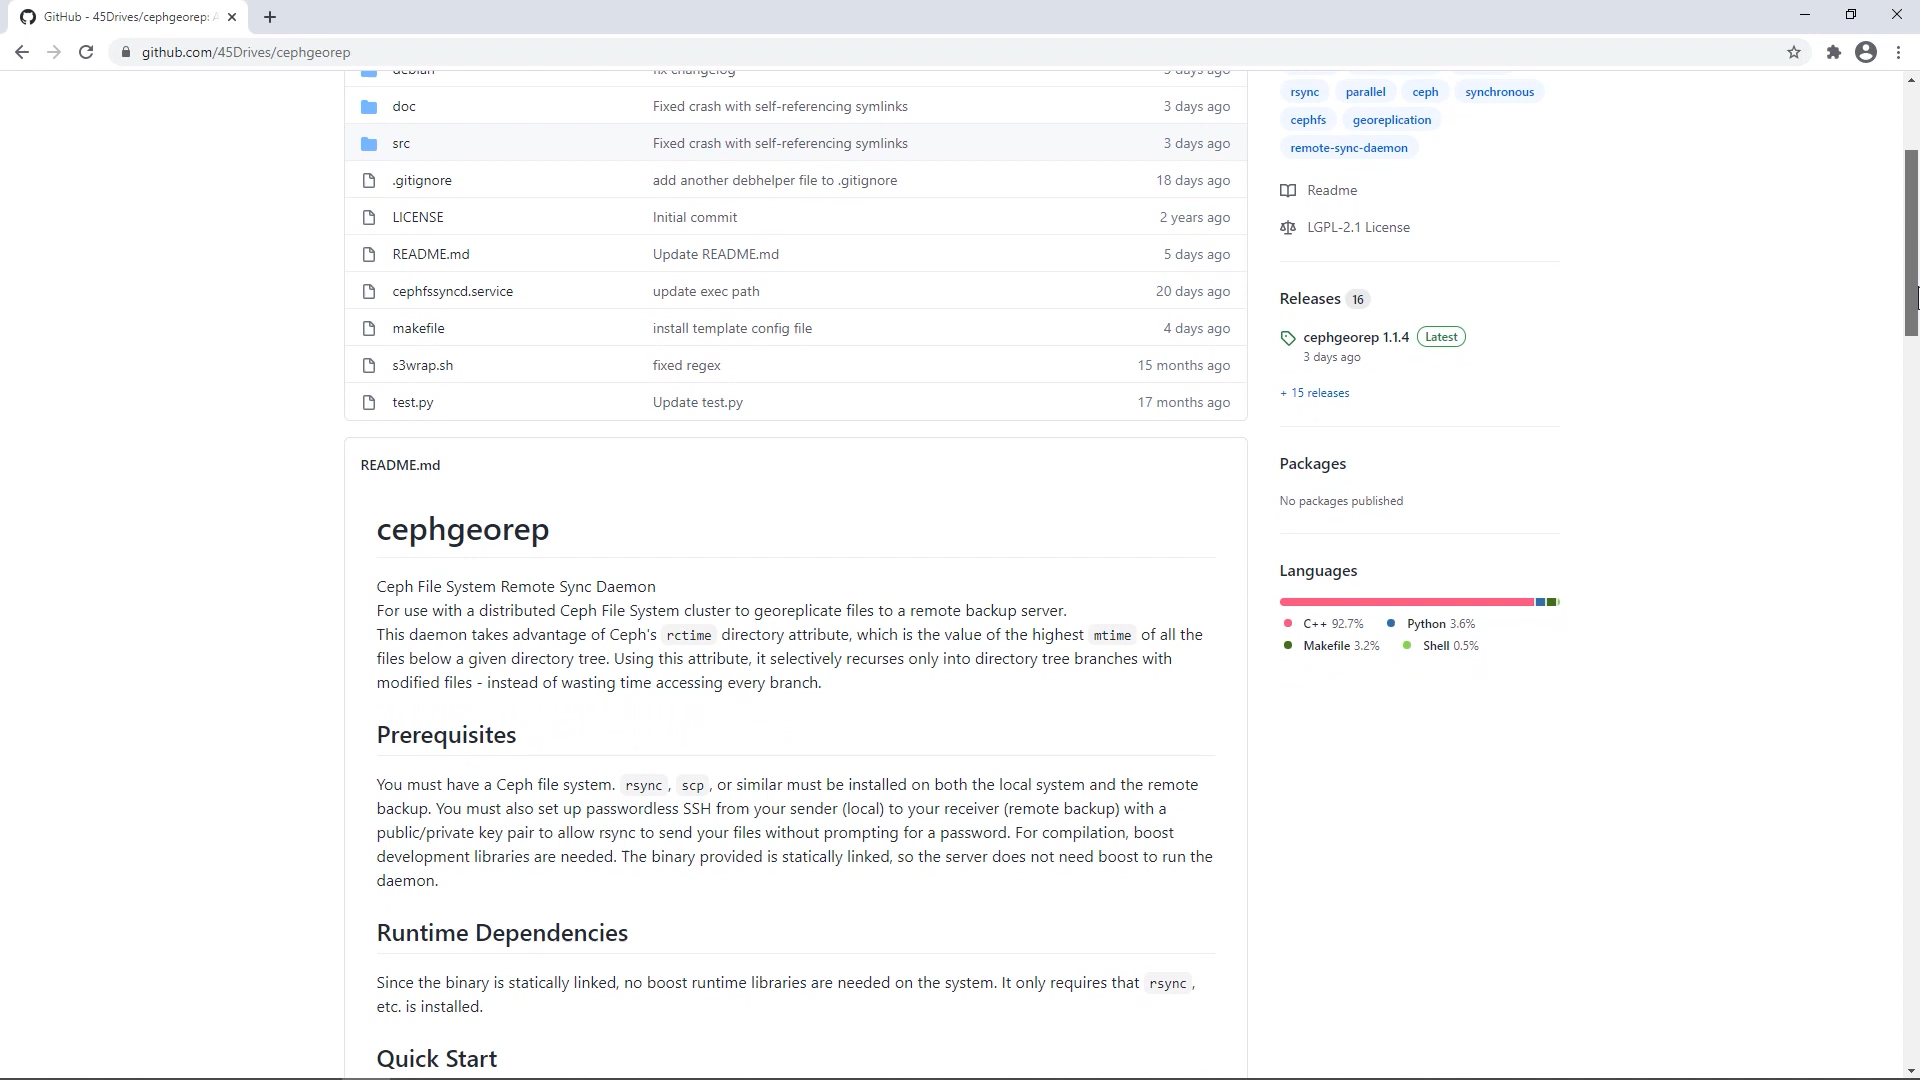 GitHub - 45Drives/cephgeorep: A
github.com/45Drives/cephgeorep
debian fix changelog 3 days ago
doc Fixed crash with self-referencing symlinks 3 days ago
src Fixed crash with self-referencing symlinks 3 days ago
.gitignore add another debhelper file to .gitignore 18 days ago
LICENSE Initial commit 2 years ago
README.md Update README.md 5 days ago
cephfssyncd.service update exec path 20 days ago
makefile install template config file 4 days ago
s3wrap.sh fixed regex 15 months ago
test.py Update test.py 17 months ago
README.md
cephgeorep
Ceph File System Remote Sync Daemon
For use with a distributed Ceph File System cluster to georeplicate files to a remote backup server.
This daemon takes advantage of Ceph's rctime directory attribute, which is the value of the highest mtime of all the
files below a given directory tree. Using this attribute, it selectively recurses only into directory tree branches with
modified files - instead of wasting time accessing every branch.
Prerequisites
You must have a Ceph file system. rsync, scp, or similar must be installed on both the local system and the remote
backup. You must also set up passwordless SSH from your sender (local) to your receiver (remote backup) with a
public/private key pair to allow rsync to send your files without prompting for a password. For compilation, boost
development libraries are needed. The binary provided is statically linked, so the server does not need boost to run the
daemon.
Runtime Dependencies
Since the binary is statically linked, no boost runtime libraries are needed on the system. It only requires that rsync,
etc. is installed.
Quick Start
rsync parallel ceph synchronous
cephfs georeplication
remote-sync-daemon
Readme
LGPL-2.1 License
Releases 16
cephgeorep 1.1.4 Latest
3 days ago
+ 15 releases
Packages
No packages published
Languages
C++ 92.7% Python 3.6%
Makefile 3.2% Shell 0.5%